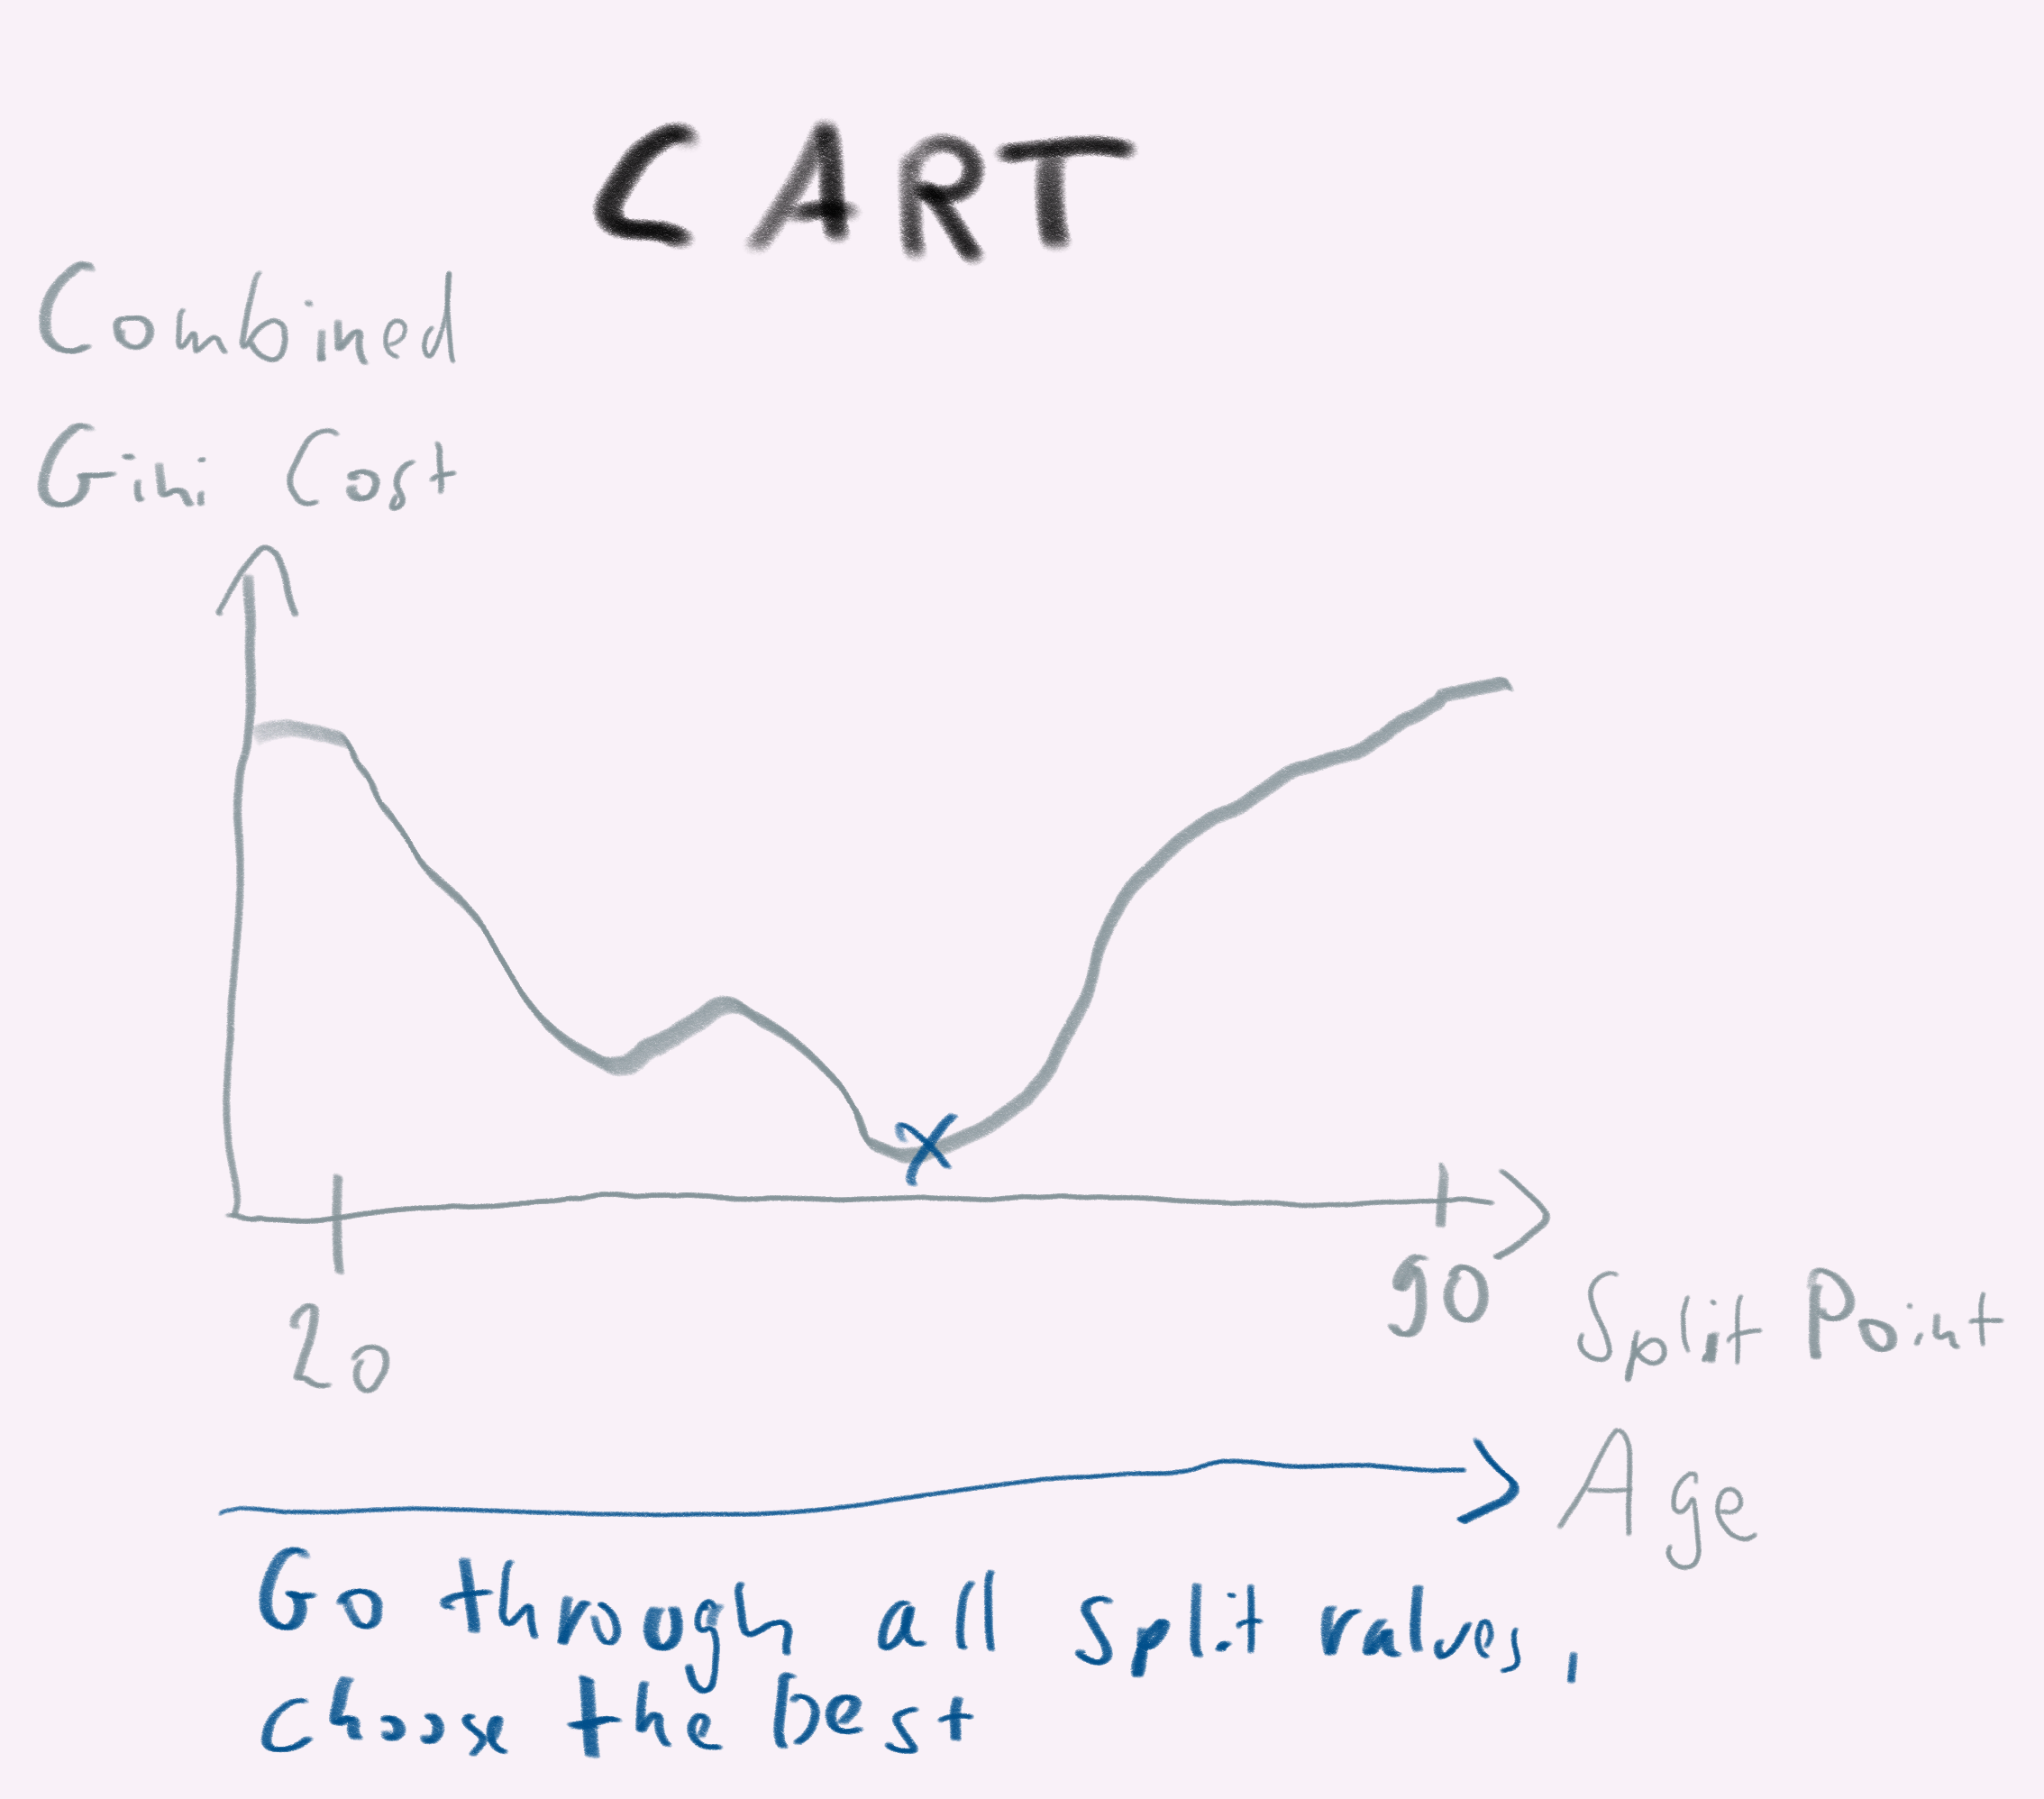 CART
Combined
Gini Cost
20
90
Split Point
Age
Go through all split values,
choose the best